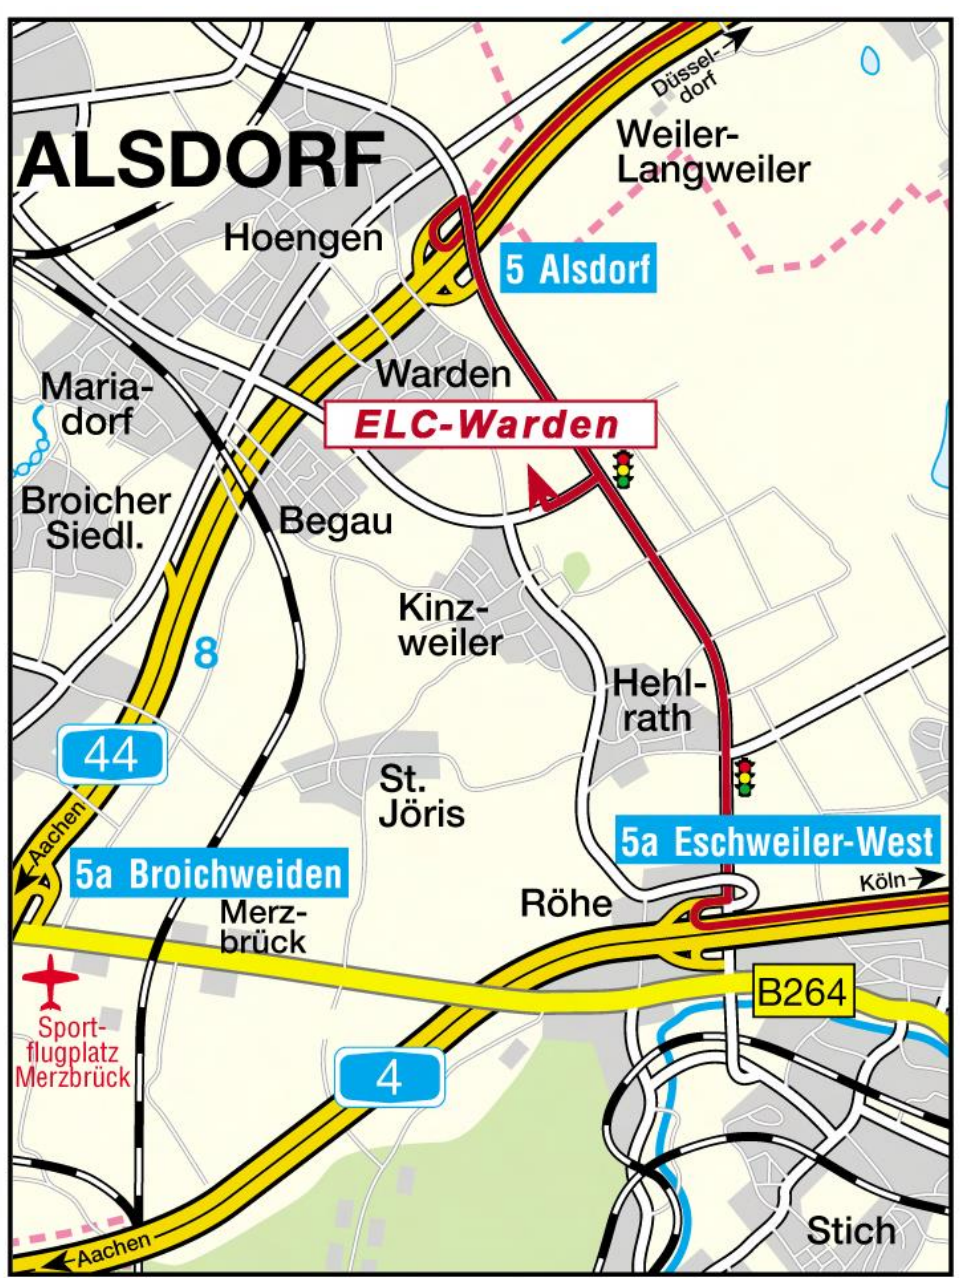 Düssel-
dorf
Weiler-
Langweiler
ALSDORF
Hoengen
5 Alsdorf
Warden
Maria-
dorf
ELC-Warden
Broicher
Siedl.
Begau
Kinz-
weiler
8
Hehl-
rath
44
St.
Jöris
Aachen
5a Eschweiler-West
5a Broichweiden
Köln
Röhe
Merz-
brück
B264
Sport-
flugplatz
Merzbrück
4
Stich
Aachen